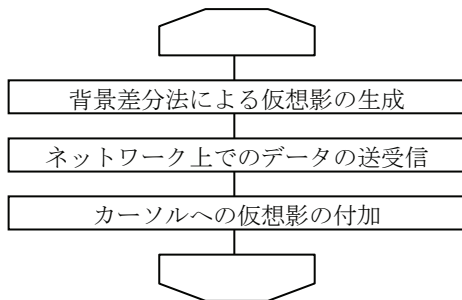 背景差分法による仮想影の生成
ネットワーク上でのデータの送受信
カーソルへの仮想影の付加